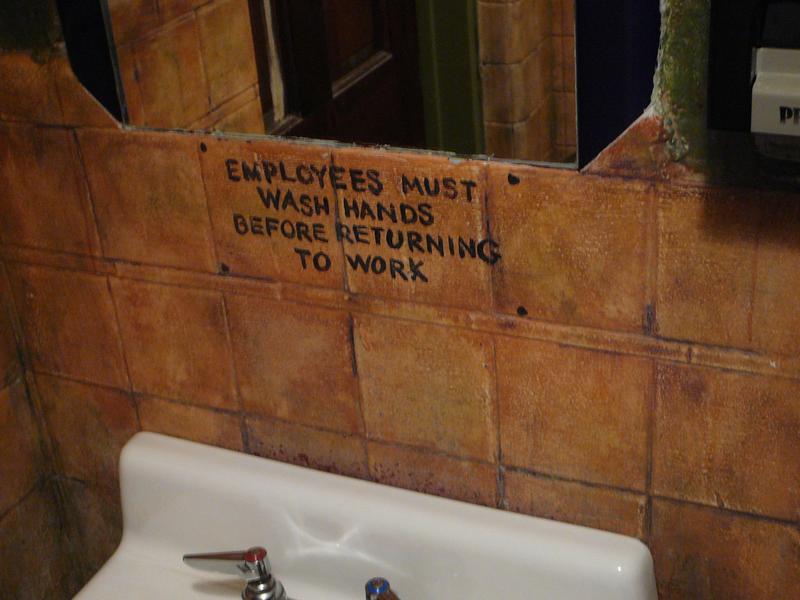 EMPLOYEES MUST
WASH HANDS
BEFORE RETURNING
TO WORK